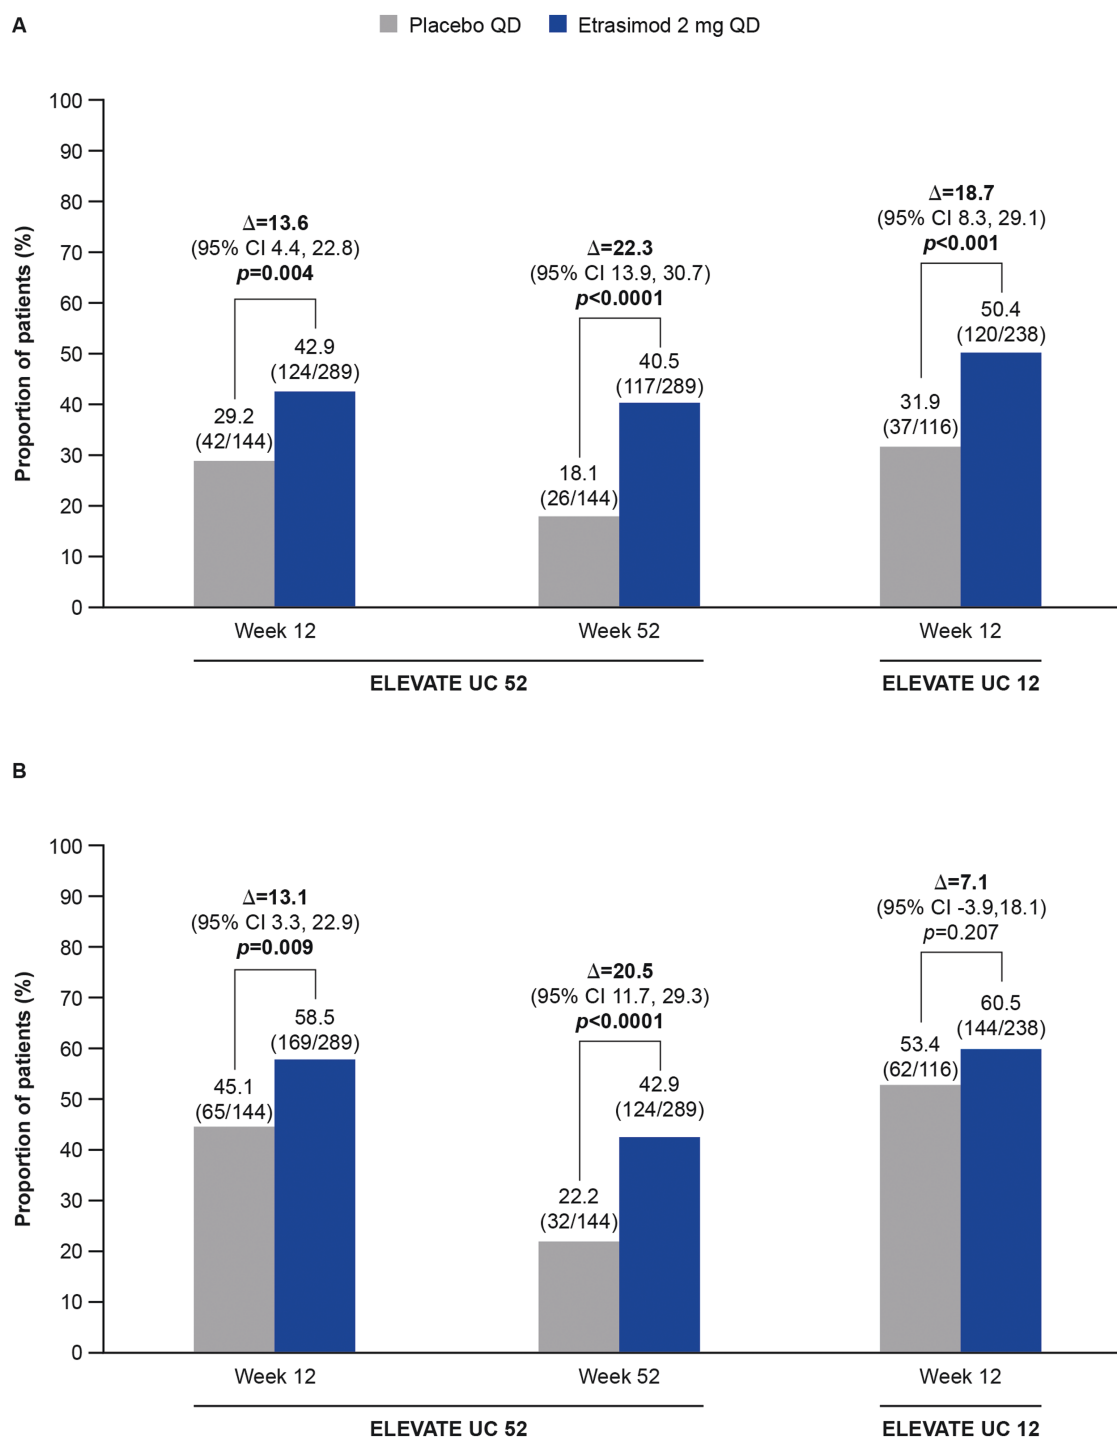 A
Placebo QD
Etrasimod 2 mg QD
Proportion of patients (%)
100
90
80
70
60
50
40
30
20
10
0
Δ=13.6
(95% CI 4.4, 22.8)
p=0.004
29.2
(42/144)
42.9
(124/289)
Δ=22.3
(95% CI 13.9, 30.7)
p<0.0001
18.1
(26/144)
40.5
(117/289)
Δ=18.7
(95% CI 8.3, 29.1)
p<0.001
31.9
(37/116)
50.4
(120/238)
Week 12
Week 52
Week 12
ELEVATE UC 52
ELEVATE UC 12
B
Proportion of patients (%)
100
90
80
70
60
50
40
30
20
10
0
Δ=13.1
(95% CI 3.3, 22.9)
p=0.009
45.1
(65/144)
58.5
(169/289)
Δ=20.5
(95% CI 11.7, 29.3)
p<0.0001
22.2
(32/144)
42.9
(124/289)
Δ=7.1
(95% CI -3.9,18.1)
p=0.207
53.4
(62/116)
60.5
(144/238)
Week 12
Week 52
Week 12
ELEVATE UC 52
ELEVATE UC 12